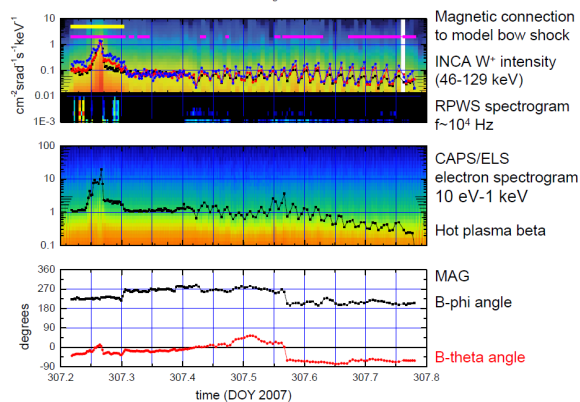 Magnetic connection
to model bow shock
INCA W⁺ intensity
(46-129 keV)
RPWS spectrogram
f~10⁴ Hz
cm⁻²srad⁻¹s⁻¹keV⁻¹
10
1
0.10
0.01
1E-3
CAPS/ELS
electron spectrogram
10 eV-1 keV
Hot plasma beta
100
10
1
0.1
MAG
B-phi angle
B-theta angle
degrees
360
270
180
90
0
-90
307.2
307.3
307.4
307.5
307.6
307.7
307.8
time (DOY 2007)